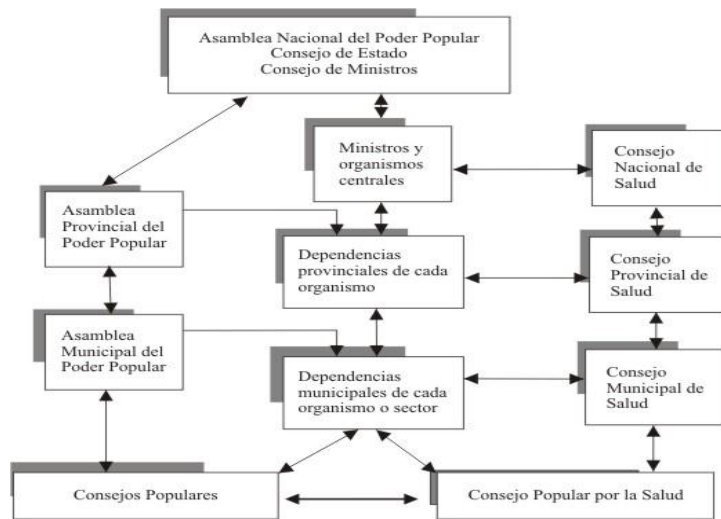 Asamblea Nacional del Poder Popular
Consejo de Estado
Consejo de Ministros
Ministros y
organismos
centrales
Consejo
Nacional de
Salud
Asamblea
Provincial del
Poder Popular
Dependencias
provinciales de cada
organismo
Consejo
Provincial de
Salud
Asamblea
Municipal del
Poder Popular
Dependencias
municipales de cada
organismo o sector
Consejo
Municipal de
Salud
Consejos Populares
Consejo Popular por la Salud